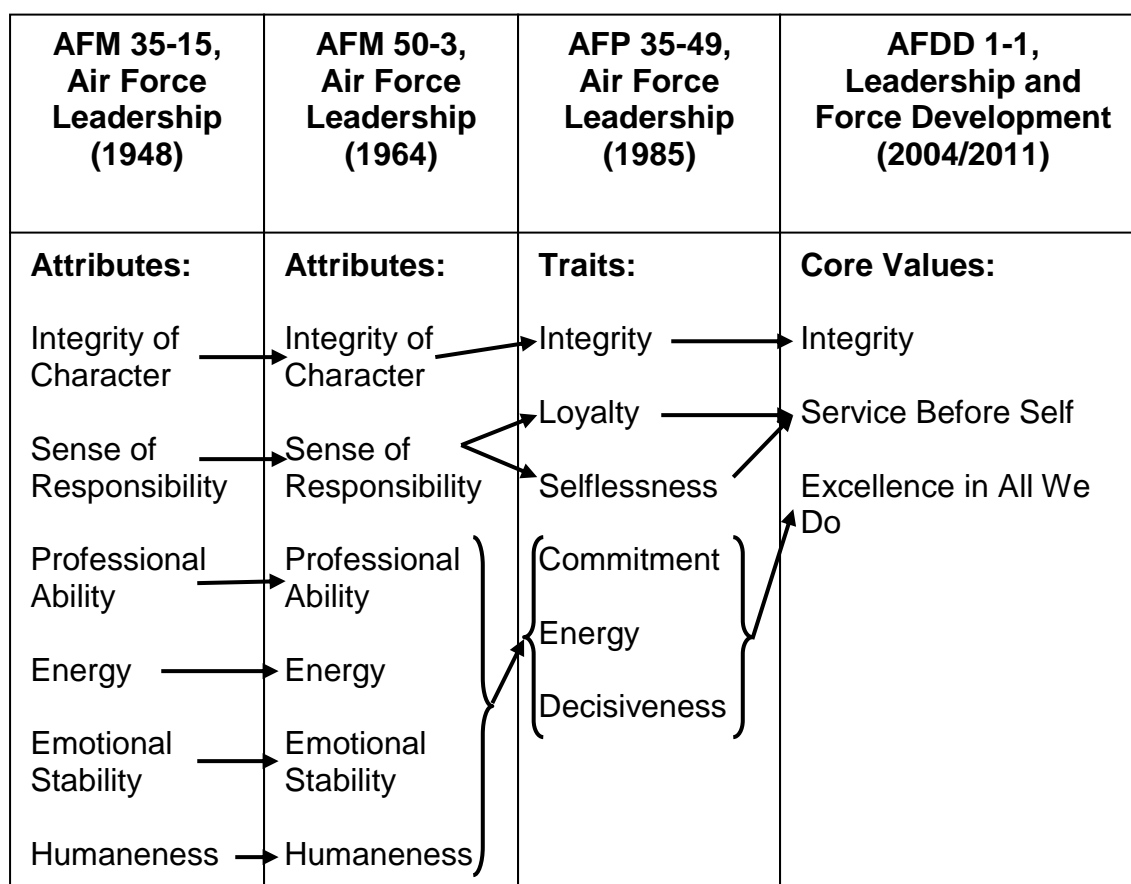 AFM 35-15,
Air Force
Leadership
(1948)
AFM 50-3,
Air Force
Leadership
(1964)
AFP 35-49,
Air Force
Leadership
(1985)
AFDD 1-1,
Leadership and
Force Development
(2004/2011)
Attributes:
Integrity of
Character
Sense of
Responsibility
Professional
Ability
Energy
Emotional
Stability
Humaneness
Attributes:
Integrity of
Character
Sense of
Responsibility
Professional
Ability
Energy
Emotional
Stability
Humaneness
Traits:
Integrity
Loyalty
Selflessness
Commitment
Energy
Decisiveness
Core Values:
Integrity
Service Before Self
Excellence in All We
Do